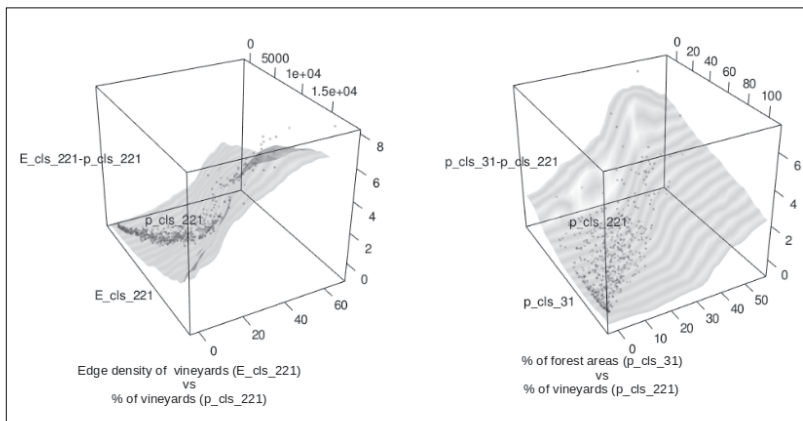 0
5000
1e+04
1.5e+04
8
6
4
2
0
E_cls_221-p_cls_221
p_cls_221
E_cls_221
0
20
40
60
Edge density of vineyards (E_cls_221)
vs
% of vineyards (p_cls_221)
0
20
40
60
80
100
6
4
2
0
p_cls_31-p_cls_221
p_cls_221
p_cls_31
0
10
20
30
40
50
% of forest areas (p_cls_31)
vs
% of vineyards (p_cls_221)